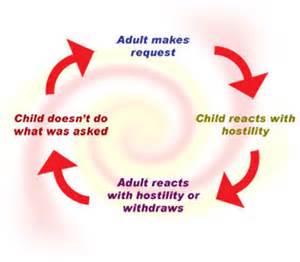 Adult makes
request
Child reacts with
hostility
Adult reacts
with hostility or
withdraws
Child doesn't do
what was asked